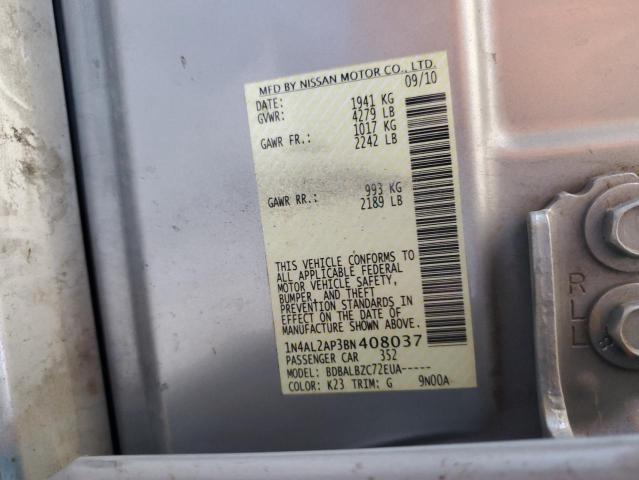 MFD BY NISSAN MOTOR CO., LTD.
DATE: 09/10
GVWR: 1941 KG
4279 LB
GAWR FR.: 1017 KG
2242 LB
GAWR RR.: 993 KG
2189 LB
THIS VEHICLE CONFORMS TO
ALL APPLICABLE FEDERAL
MOTOR VEHICLE SAFETY,
BUMPER, AND THEFT
PREVENTION STANDARDS IN
EFFECT ON THE DATE OF
MANUFACTURE SHOWN ABOVE.
1N4AL2AP3BN408037
PASSENGER CAR 352
MODEL: BDBALBZC72EUA-----
COLOR: K23 TRIM: G 9N00A
RLL
8